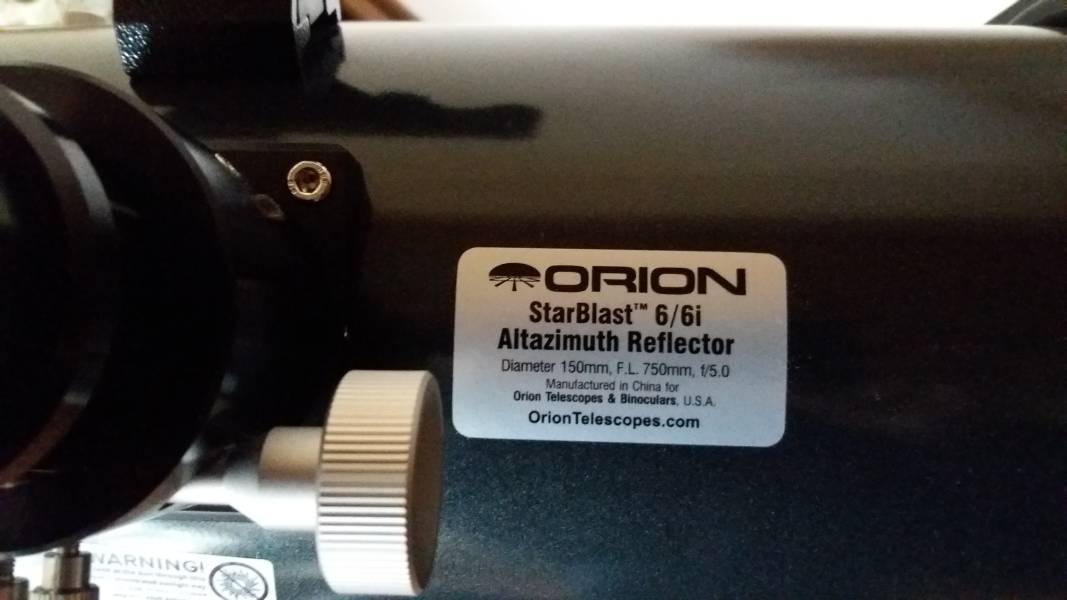 ORION
StarBlast™ 6/6i
Altazimuth Reflector
Diameter 150mm, F.L. 750mm, f/5.0
Manufactured in China for
Orion Telescopes & Binoculars, U.S.A.
OrionTelescopes.com
WARNING!